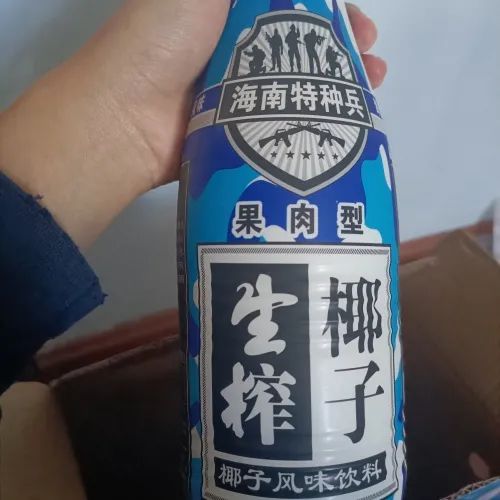 海南特种兵
果肉型
生榨
椰子
椰子风味饮料